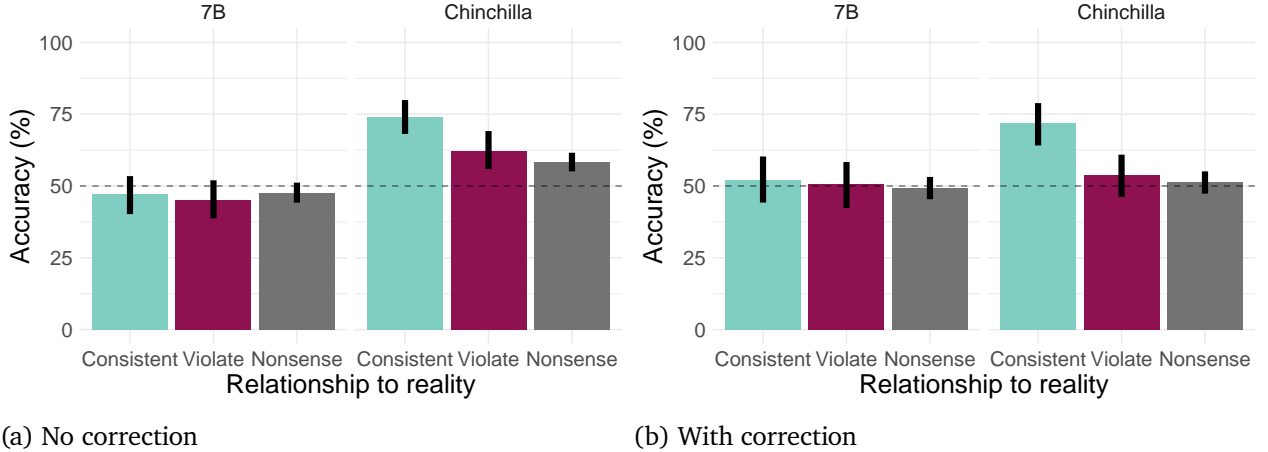 7B
Chinchilla
100
75
50
25
0
Accuracy (%)
Consistent
Violate
Nonsense
Consistent
Violate
Nonsense
Relationship to reality
(a) No correction
7B
Chinchilla
100
75
50
25
0
Accuracy (%)
Consistent
Violate
Nonsense
Consistent
Violate
Nonsense
Relationship to reality
(b) With correction